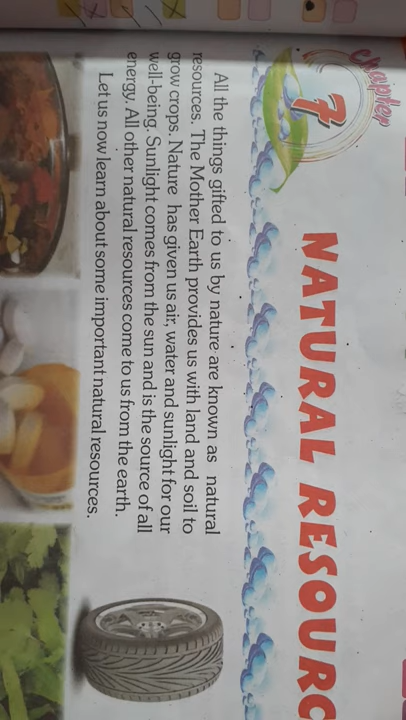 Chapter
7
NATURAL RESOURC
All the things gifted to us by nature are known as natural
resources. The Mother Earth provides us with land and soil to
grow crops. Nature has given us air, water and sunlight for our
well-being. Sunlight comes from the sun and is the source of all
energy. All other natural resources come to us from the earth.
Let us now learn about some important natural resources.